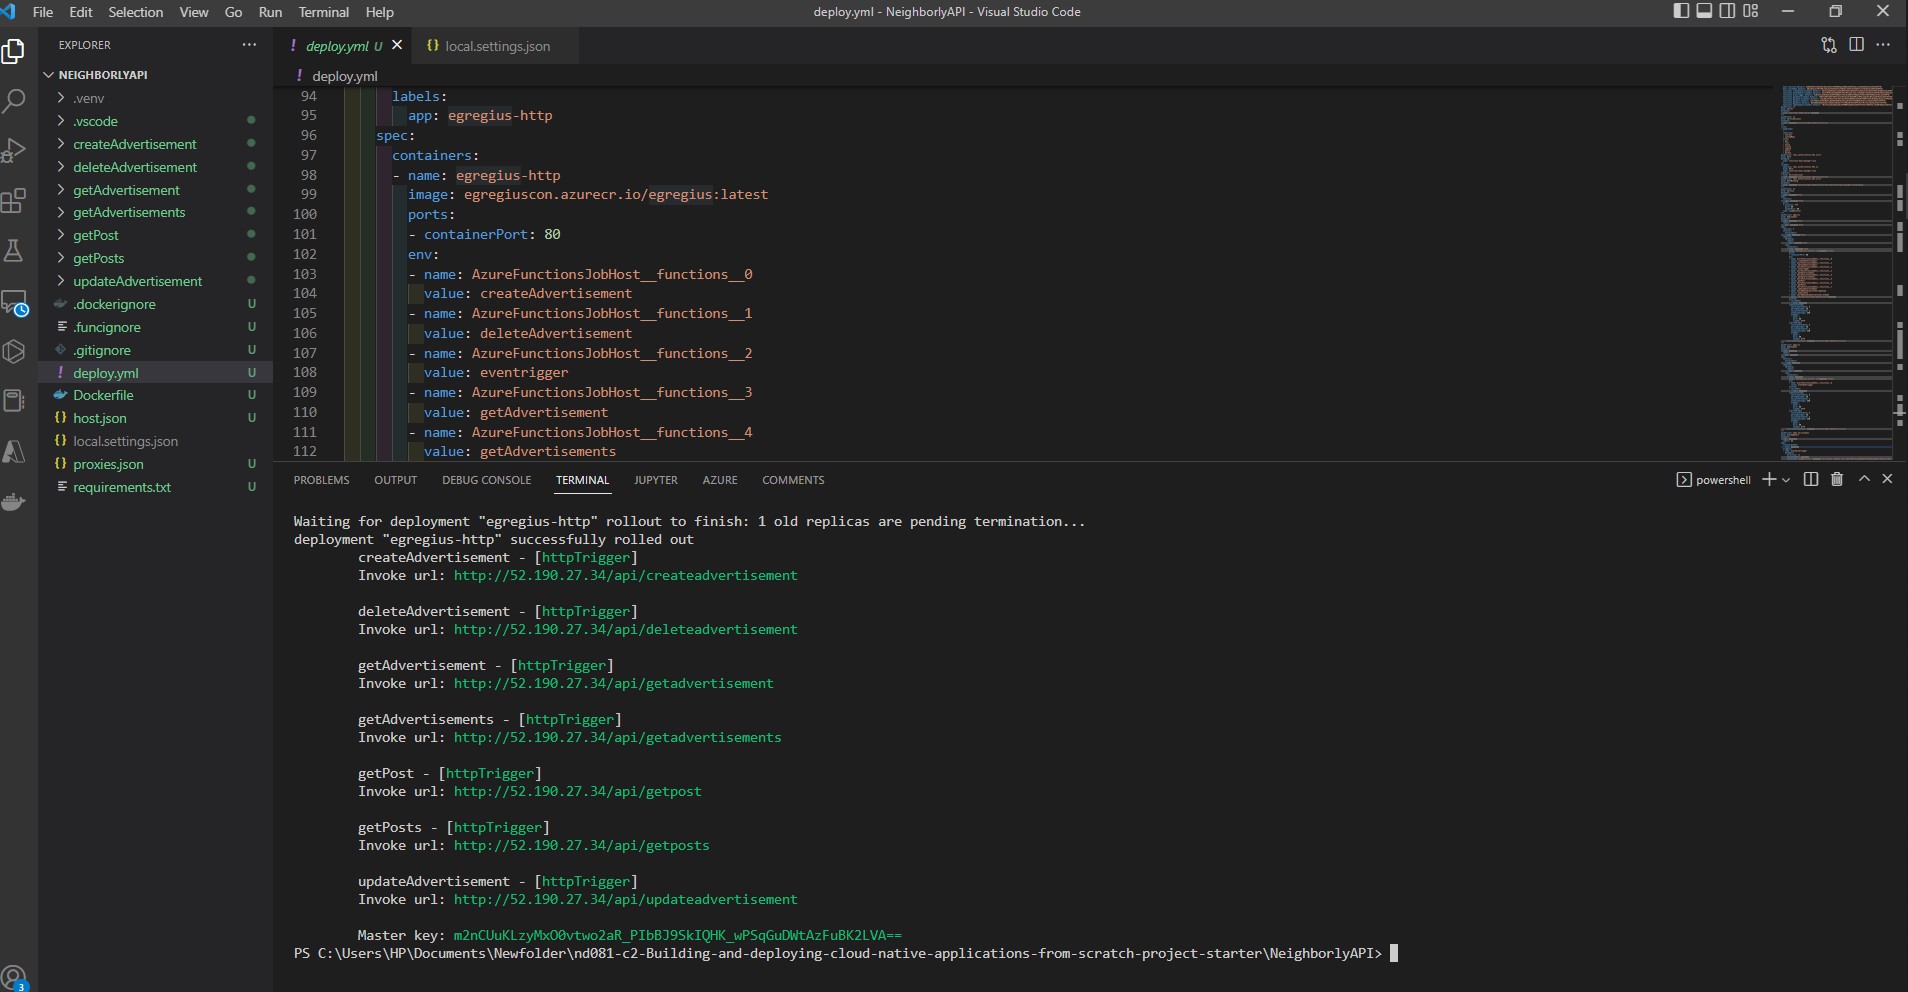 File Edit Selection View Go Run Terminal Help
deploy.yml - NeighborlyAPI - Visual Studio Code
EXPLORER
NEIGHBORLYAPI
.venv
.vscode
createAdvertisement
deleteAdvertisement
getAdvertisement
getAdvertisements
getPost
getPosts
updateAdvertisement
.dockerignore U
.funcignore U
.gitignore U
deploy.yml U
Dockerfile U
host.json U
local.settings.json
proxies.json U
requirements.txt U
3
! deploy.yml U
{} local.settings.json
! deploy.yml
94 labels:
95 app: egregius-http
96 spec:
97 containers:
98 - name: egregius-http
99 image: egregiuscon.azurecr.io/egregius:latest
100 ports:
101 - containerPort: 80
102 env:
103 - name: AzureFunctionsJobHost__functions__0
104 value: createAdvertisement
105 - name: AzureFunctionsJobHost__functions__1
106 value: deleteAdvertisement
107 - name: AzureFunctionsJobHost__functions__2
108 value: eventrigger
109 - name: AzureFunctionsJobHost__functions__3
110 value: getAdvertisement
111 - name: AzureFunctionsJobHost__functions__4
112 value: getAdvertisements
PROBLEMS OUTPUT DEBUG CONSOLE TERMINAL JUPYTER AZURE COMMENTS
powershell
Waiting for deployment "egregius-http" rollout to finish: 1 old replicas are pending termination...
deployment "egregius-http" successfully rolled out
createAdvertisement - [httpTrigger]
Invoke url: http://52.190.27.34/api/createadvertisement
deleteAdvertisement - [httpTrigger]
Invoke url: http://52.190.27.34/api/deleteadvertisement
getAdvertisement - [httpTrigger]
Invoke url: http://52.190.27.34/api/getadvertisement
getAdvertisements - [httpTrigger]
Invoke url: http://52.190.27.34/api/getadvertisements
getPost - [httpTrigger]
Invoke url: http://52.190.27.34/api/getpost
getPosts - [httpTrigger]
Invoke url: http://52.190.27.34/api/getposts
updateAdvertisement - [httpTrigger]
Invoke url: http://52.190.27.34/api/updateadvertisement
Master key: m2nCUuKLzyMxO0vtwo2aR_PIbBJ9SkIQHK_wPSqGuDWtAzFuBK2LVA==
PS C:\Users\HP\Documents\Newfolder\nd081-c2-Building-and-deploying-cloud-native-applications-from-scratch-project-starter\NeighborlyAPI>